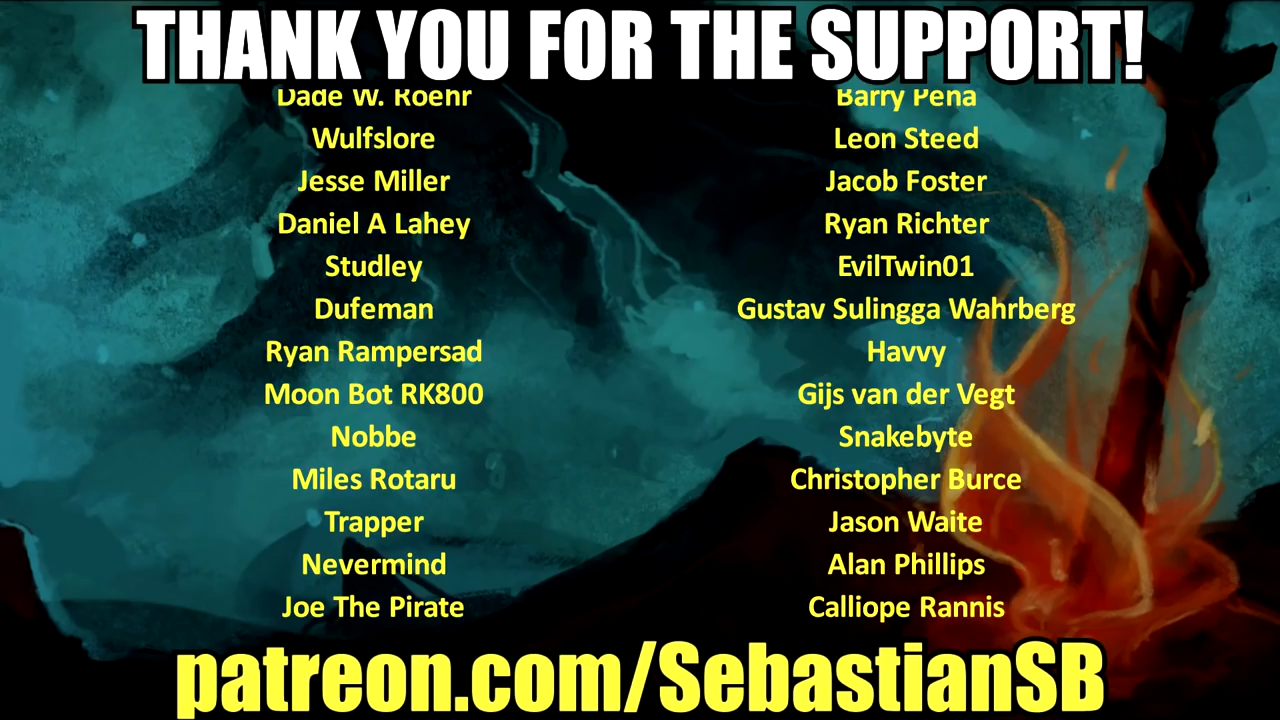 THANK YOU FOR THE SUPPORT!
Dade W. Roehr
Wulfslore
Jesse Miller
Daniel A Lahey
Studley
Dufeman
Ryan Rampersad
Moon Bot RK800
Nobbe
Miles Rotaru
Trapper
Nevermind
Joe The Pirate
Barry Pena
Leon Steed
Jacob Foster
Ryan Richter
EvilTwin01
Gustav Sulingga Wahrberg
Havvy
Gijs van der Vegt
Snakebyte
Christopher Burce
Jason Waite
Alan Phillips
Calliope Rannis
patreon.com/SebastianSB